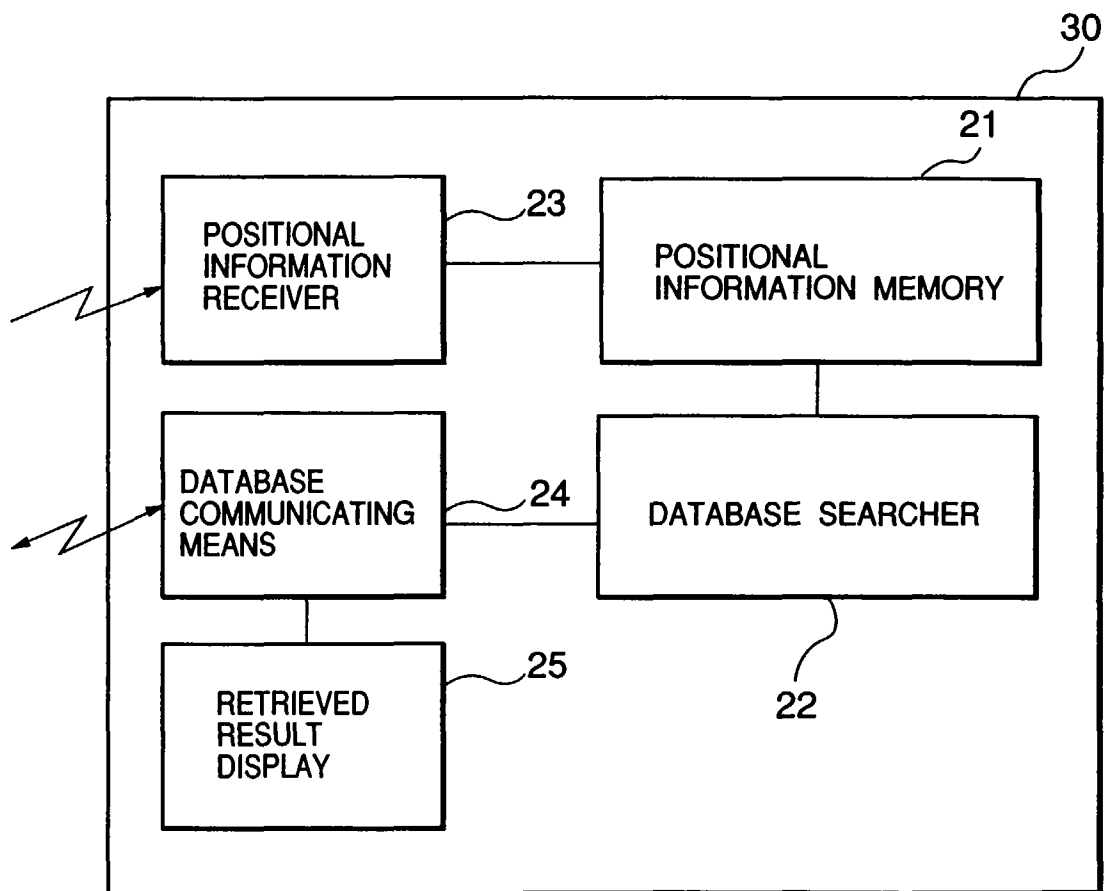 30
21
23
POSITIONAL
INFORMATION
RECEIVER
POSITIONAL
INFORMATION MEMORY
DATABASE
COMMUNICATING
MEANS
24
DATABASE SEARCHER
25
22
RETRIEVED
RESULT
DISPLAY